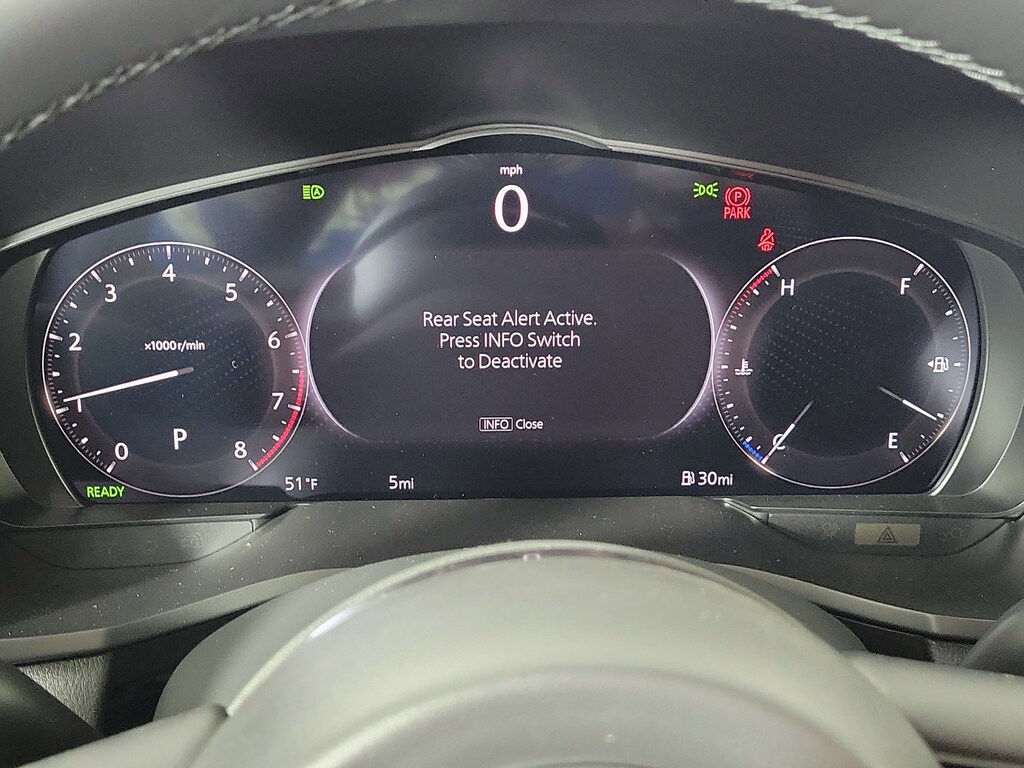 mph
0
A
P
PARK
0
1
2
3
4
5
6
7
8
x1000 r/min
P
READY
Rear Seat Alert Active.
Press INFO Switch
to Deactivate
INFO Close
H
C
F
E
51°F
5mi
30mi